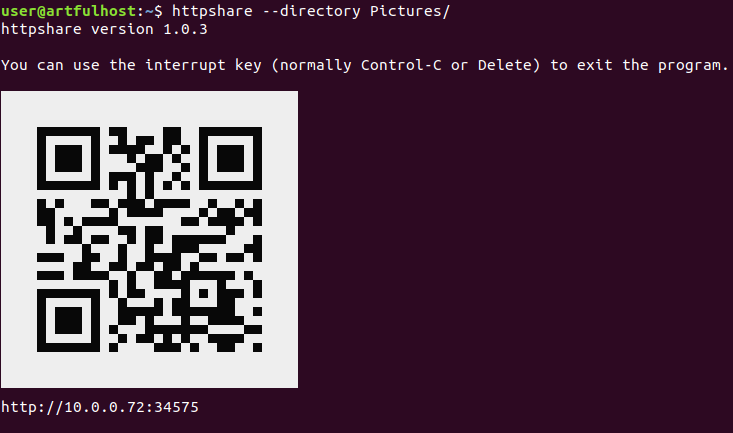 user@artfulhost:~$ httpshare --directory Pictures/
httpshare version 1.0.3
You can use the interrupt key (normally Control-C or Delete) to exit the program.
http://10.0.0.72:34575